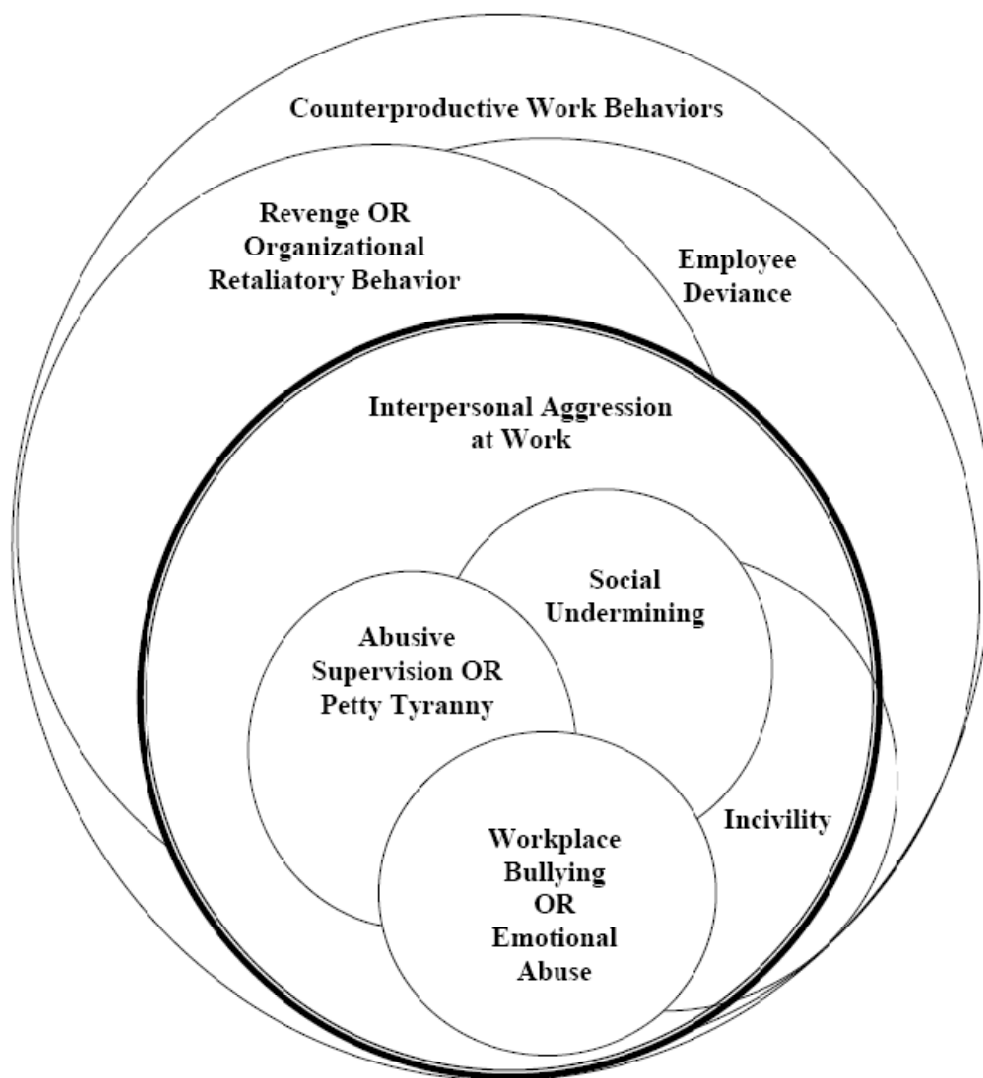 Counterproductive Work Behaviors
Revenge OR
Organizational
Retaliatory Behavior
Employee
Deviance
Interpersonal Aggression
at Work
Social
Undermining
Abusive
Supervision OR
Petty Tyranny
Incivility
Workplace
Bullying
OR
Emotional
Abuse